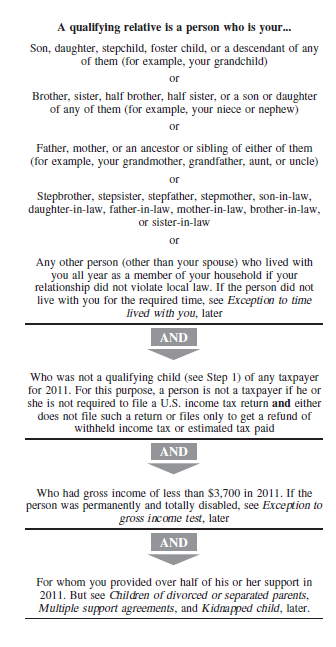 A qualifying relative is a person who is your...
Son, daughter, stepchild, foster child, or a descendant of any
of them (for example, your grandchild)
or
Brother, sister, half brother, half sister, or a son or daughter
of any of them (for example, your niece or nephew)
or
Father, mother, or an ancestor or sibling of either of them
(for example, your grandmother, grandfather, aunt, or uncle)
or
Stepbrother, stepsister, stepfather, stepmother, son-in-law,
daughter-in-law, father-in-law, mother-in-law, brother-in-law,
or sister-in-law
or
Any other person (other than your spouse) who lived with
you all year as a member of your household if your
relationship did not violate local law. If the person did not
live with you for the required time, see Exception to time
lived with you, later
AND
Who was not a qualifying child (see Step 1) of any taxpayer
for 2011. For this purpose, a person is not a taxpayer if he or
she is not required to file a U.S. income tax return and either
does not file such a return or files only to get a refund of
withheld income tax or estimated tax paid
AND
Who had gross income of less than $3,700 in 2011. If the
person was permanently and totally disabled, see Exception to
gross income test, later
AND
For whom you provided over half of his or her support in
2011. But see Children of divorced or separated parents,
Multiple support agreements, and Kidnapped child, later.